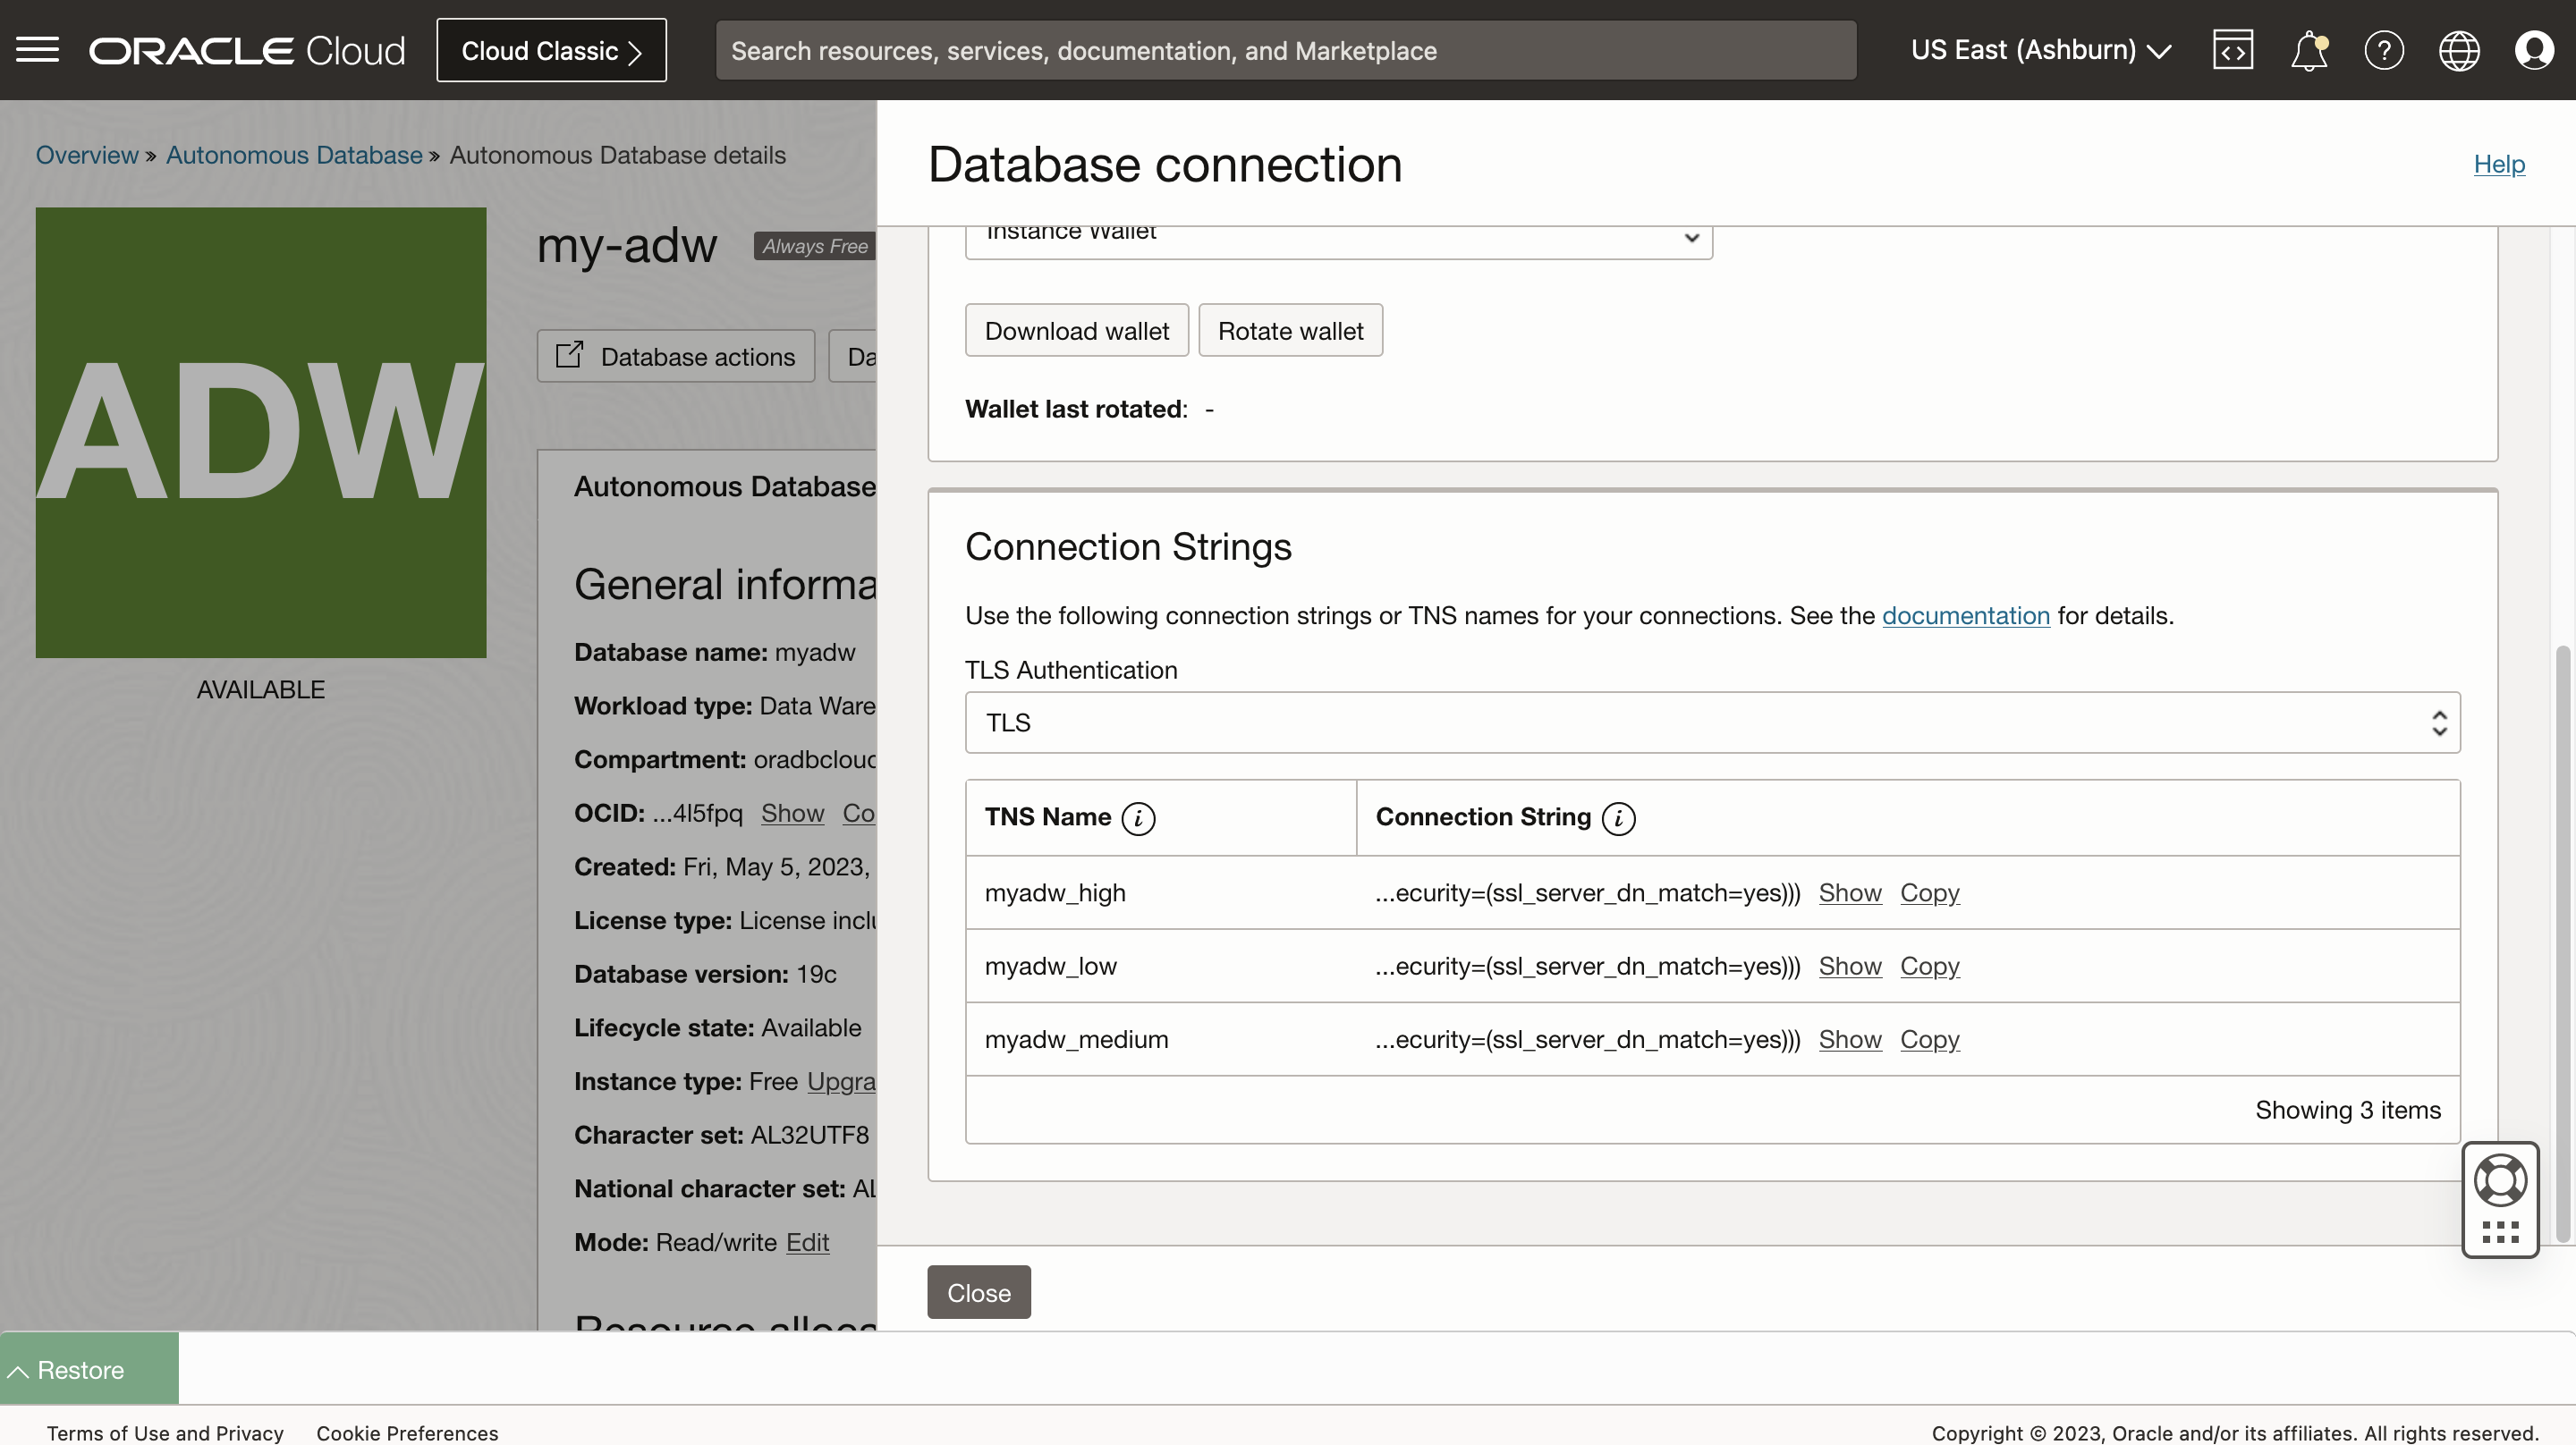 ORACLE Cloud
Cloud Classic
Search resources, services, documentation, and Marketplace
US East (Ashburn)
Overview » Autonomous Database » Autonomous Database details
ADW
AVAILABLE
my-adw Always Free
Database actions Da
Autonomous Database
General informa
Database name: myadw
Workload type: Data Ware
Compartment: oradbcloud
OCID: ...4l5fpq Show Co
Created: Fri, May 5, 2023,
License type: License inclu
Database version: 19c
Lifecycle state: Available
Instance type: Free Upgra
Character set: AL32UTF8
National character set: AL
Mode: Read/write Edit
Resource alloca
Database connection
Help
Instance Wallet
Download wallet Rotate wallet
Wallet last rotated: -
Connection Strings
Use the following connection strings or TNS names for your connections. See the documentation for details.
TLS Authentication
TLS
TNS Name Connection String
myadw_high ...ecurity=(ssl_server_dn_match=yes))) Show Copy
myadw_low ...ecurity=(ssl_server_dn_match=yes))) Show Copy
myadw_medium ...ecurity=(ssl_server_dn_match=yes))) Show Copy
Showing 3 items
Close
Restore
Terms of Use and Privacy Cookie Preferences
Copyright © 2023, Oracle and/or its affiliates. All rights reserved.